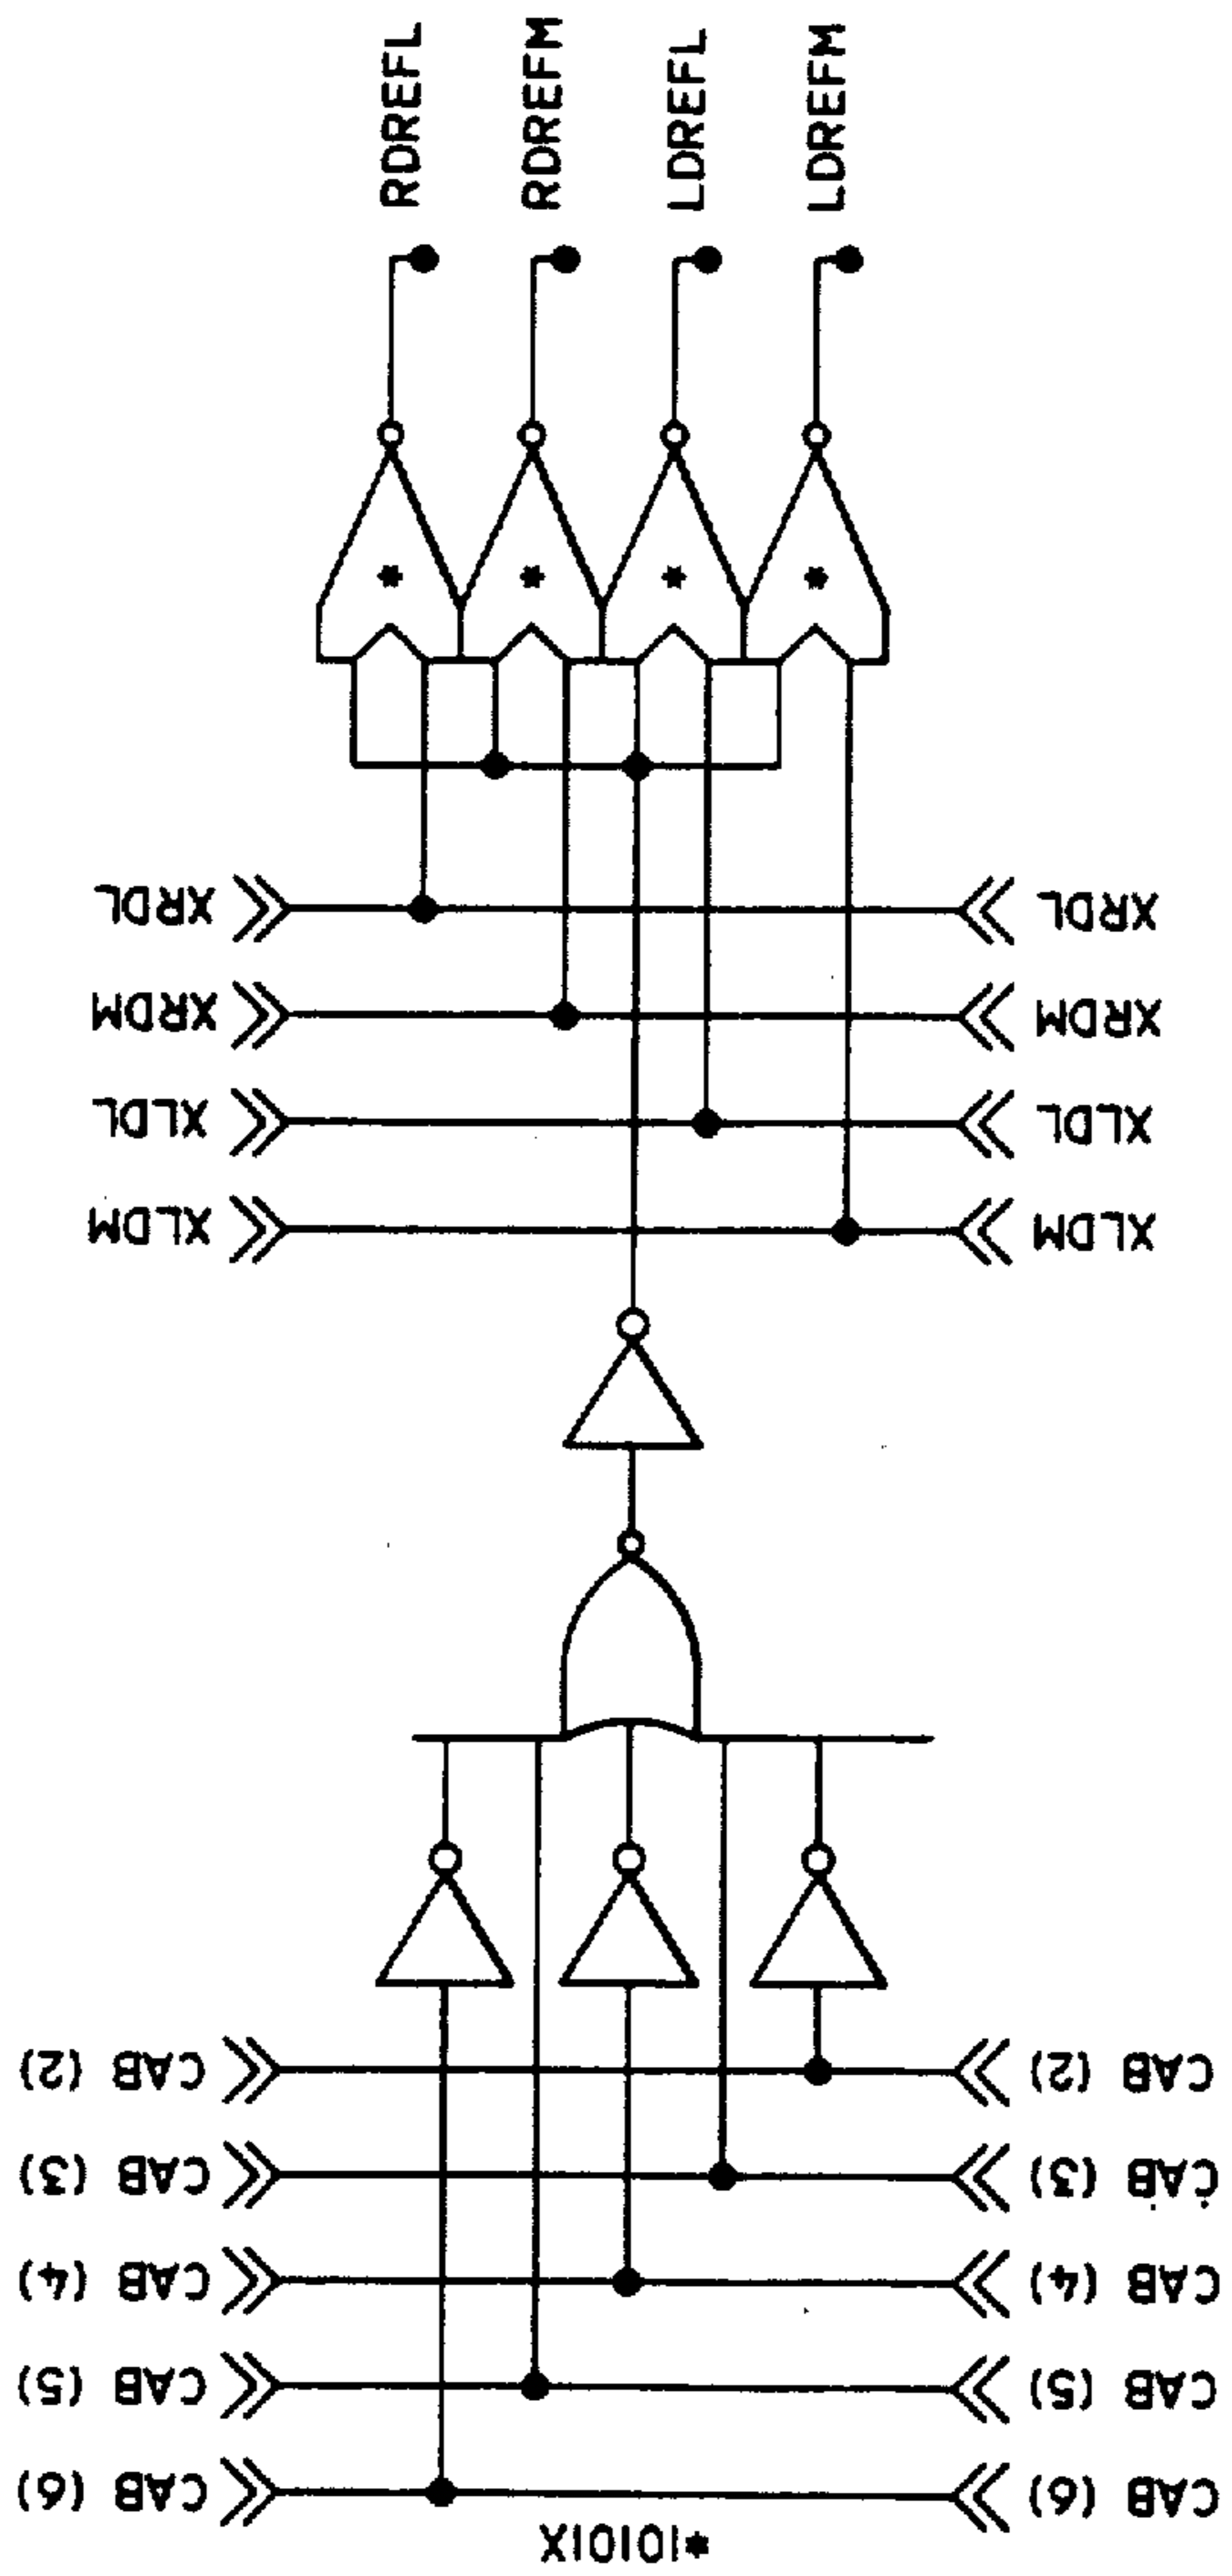 RDREFL
RDREFM
LDREFL
LDREFM
XRDL
XRDL
XRDM
XRDM
XLDL
XLDL
XLDM
XLDM
CAB (2)
CAB (2)
CAB (3)
CAB (3)
CAB (4)
CAB (4)
CAB (5)
CAB (5)
CAB (6)
CAB (6)
*10101X